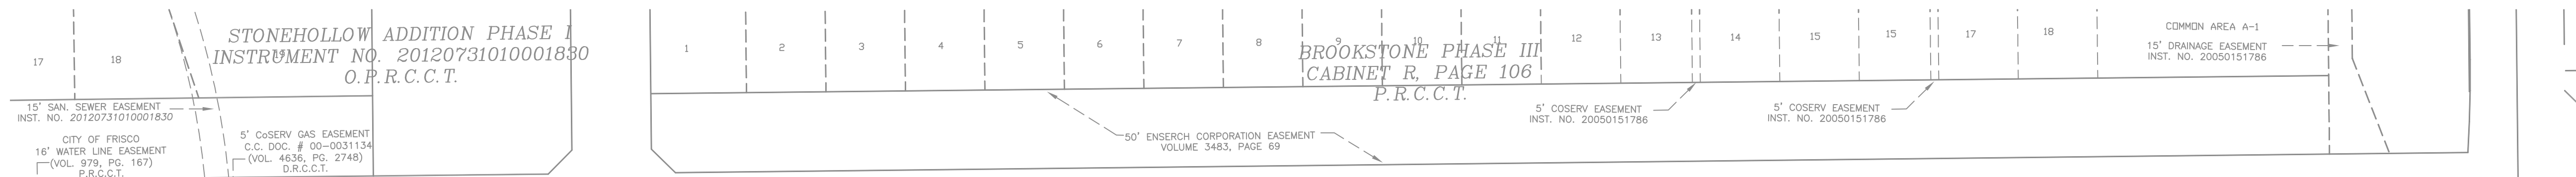 17
18
STONEHOLLOW ADDITION PHASE I
INSTRUMENT NO. 20120731010001830
O.P.R.C.C.T.
19
15' SAN. SEWER EASEMENT
INST. NO. 20120731010001830
CITY OF FRISCO
16' WATER LINE EASEMENT
(VOL. 979, PG. 167)
P.R.C.C.T.
5' CoSERV GAS EASEMENT
C.C. DOC. # 00-0031134
(VOL. 4636, PG. 2748)
D.R.C.C.T.
1
2
3
4
5
6
7
8
9
10
11
12
13
14
15
15
17
18
BROOKSTONE PHASE III
CABINET R, PAGE 106
P.R.C.C.T.
50' ENSERCH CORPORATION EASEMENT
VOLUME 3483, PAGE 69
5' COSERV EASEMENT
INST. NO. 20050151786
5' COSERV EASEMENT
INST. NO. 20050151786
COMMON AREA A-1
15' DRAINAGE EASEMENT
INST. NO. 20050151786